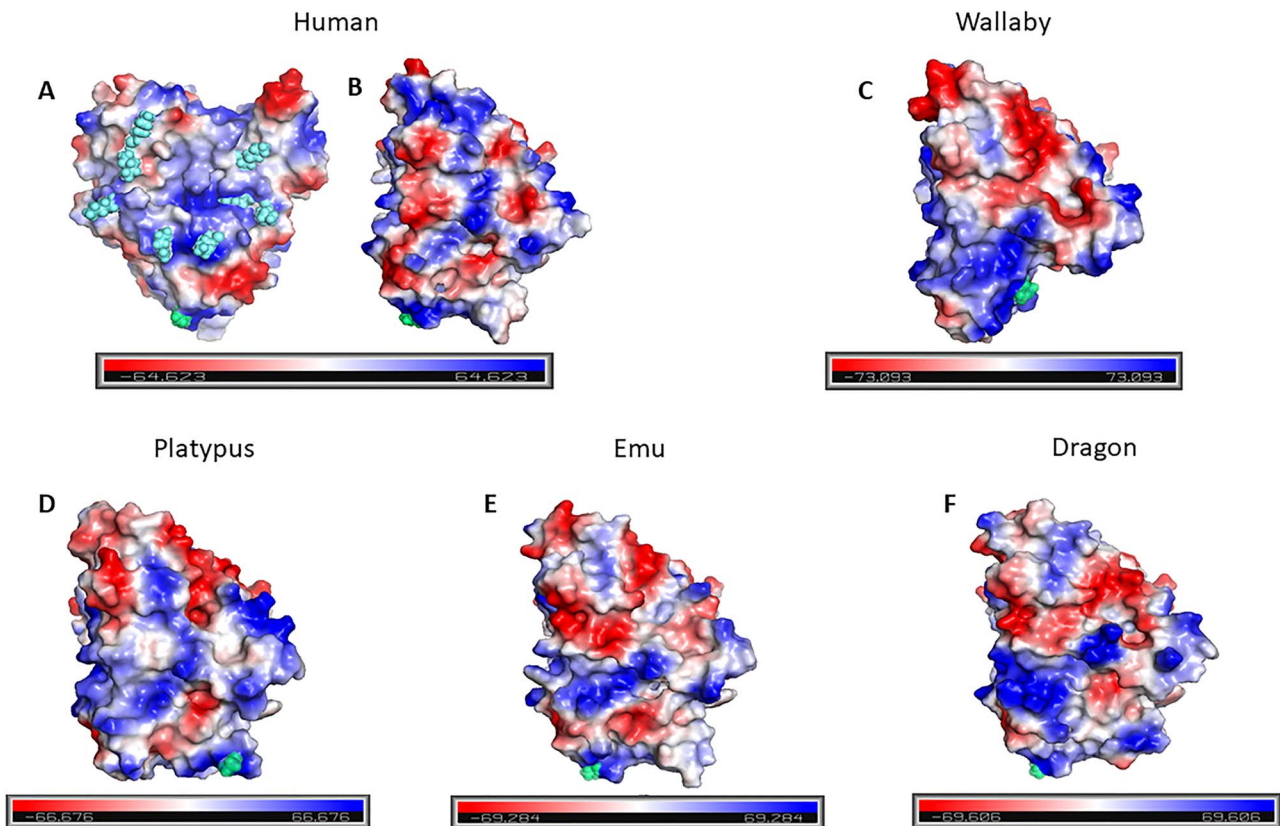 Human
Wallaby
A
B
C
-64.623 64.623
-73.093 73.093
Platypus
Emu
Dragon
D
E
F
-66.676 66.676
-69.284 69.284
-69.606 69.606